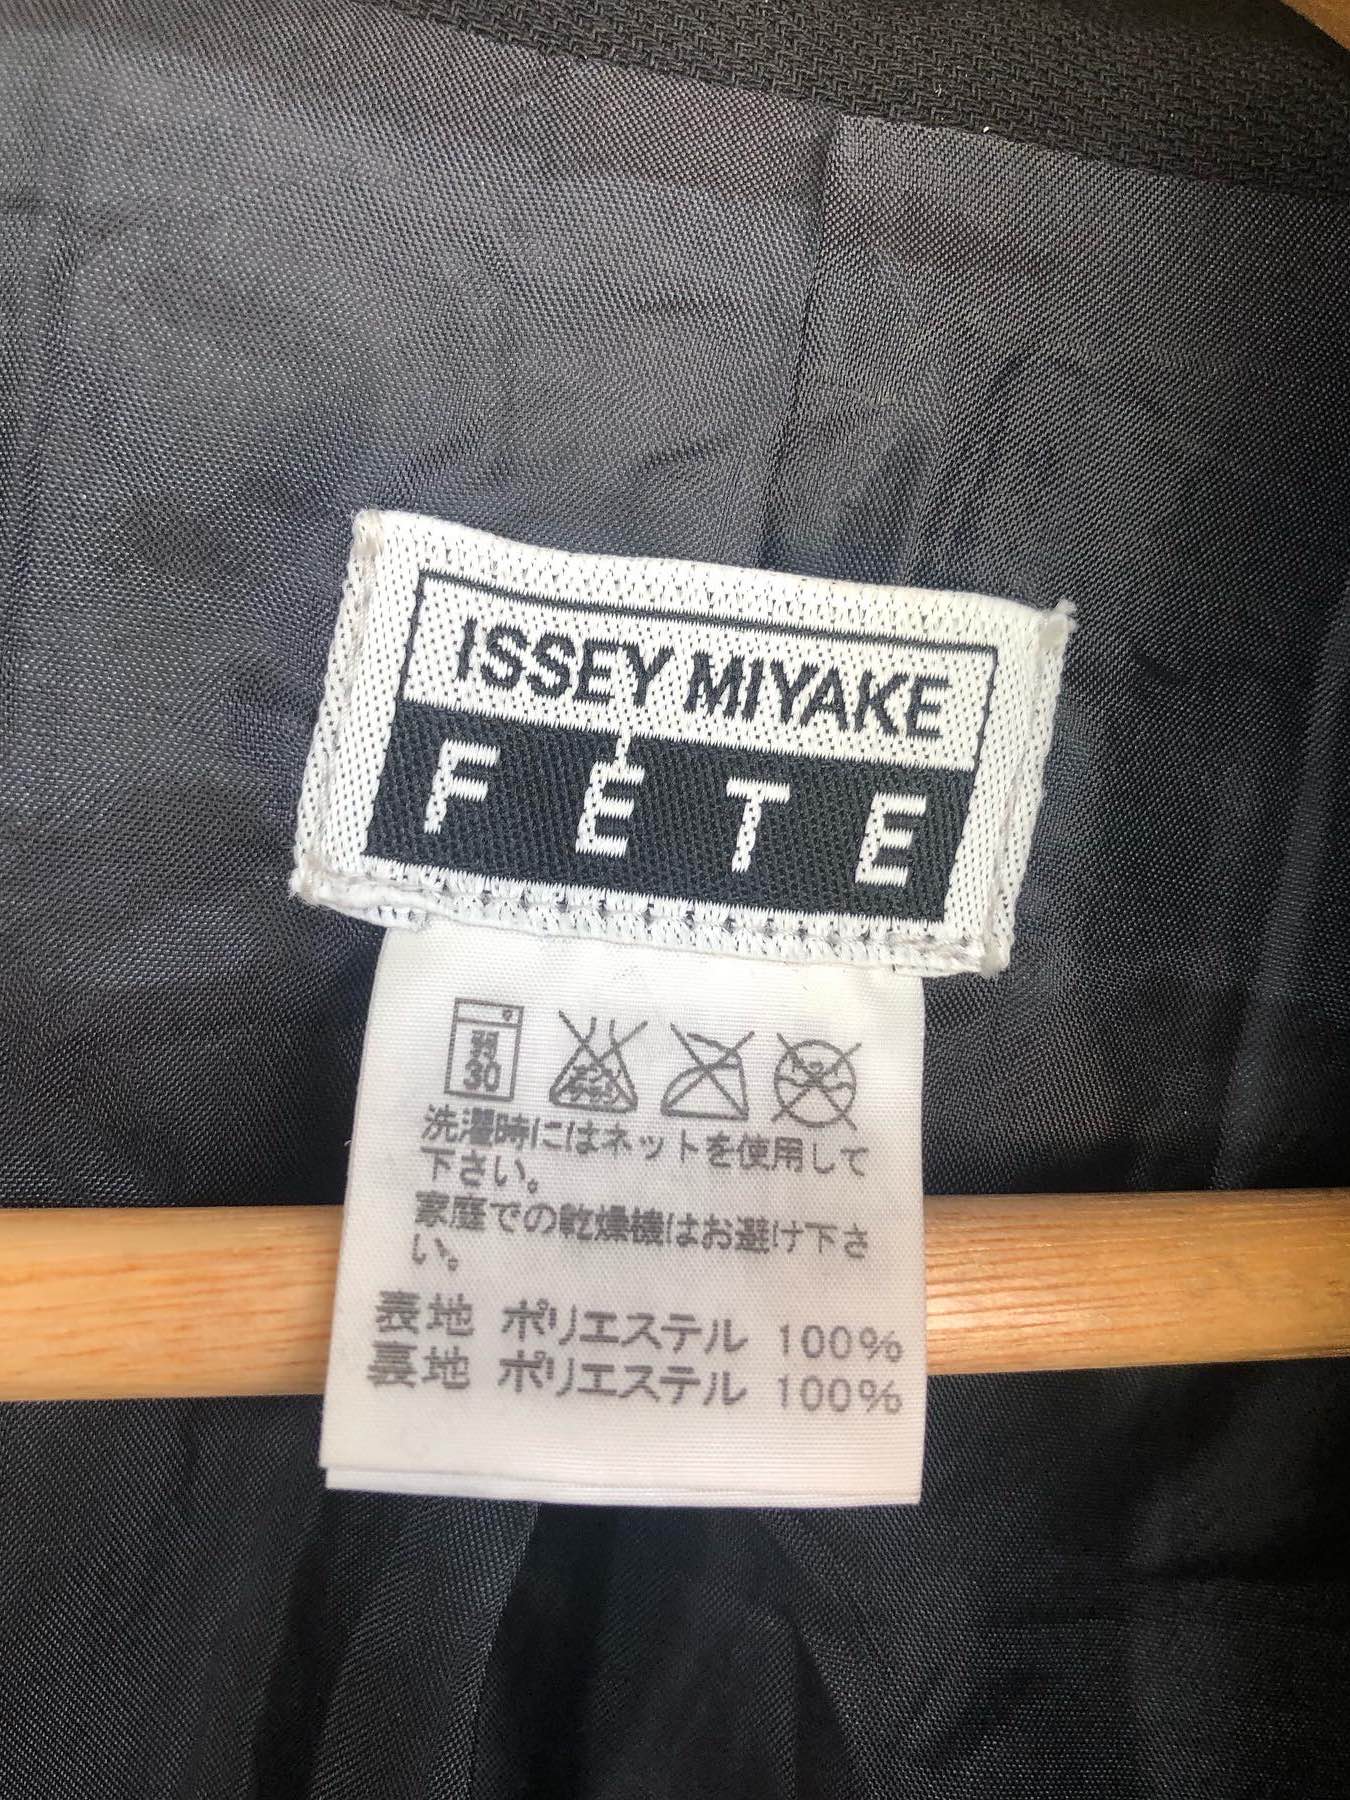 ISSEY MIYAKE
FÊTE
30
洗濯時にはネットを使用して
下さい。
家庭での乾燥機はお避け下さ
い。
表地 ポリエステル 100%
裏地 ポリエステル 100%